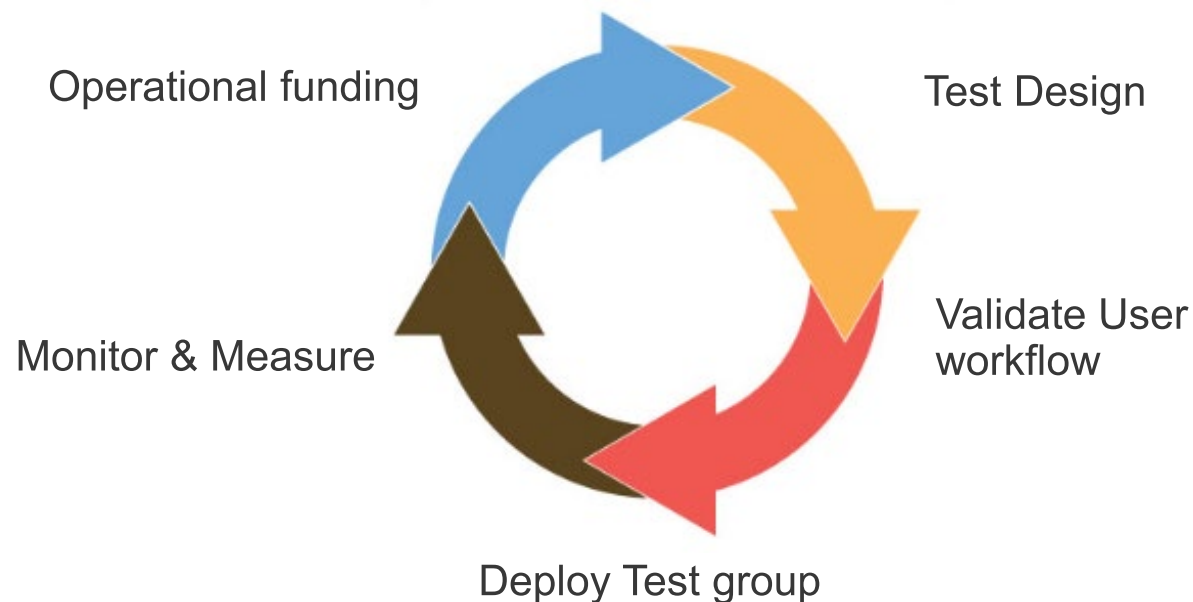 Operational funding
Test Design
Validate User
workflow
Deploy Test group
Monitor & Measure